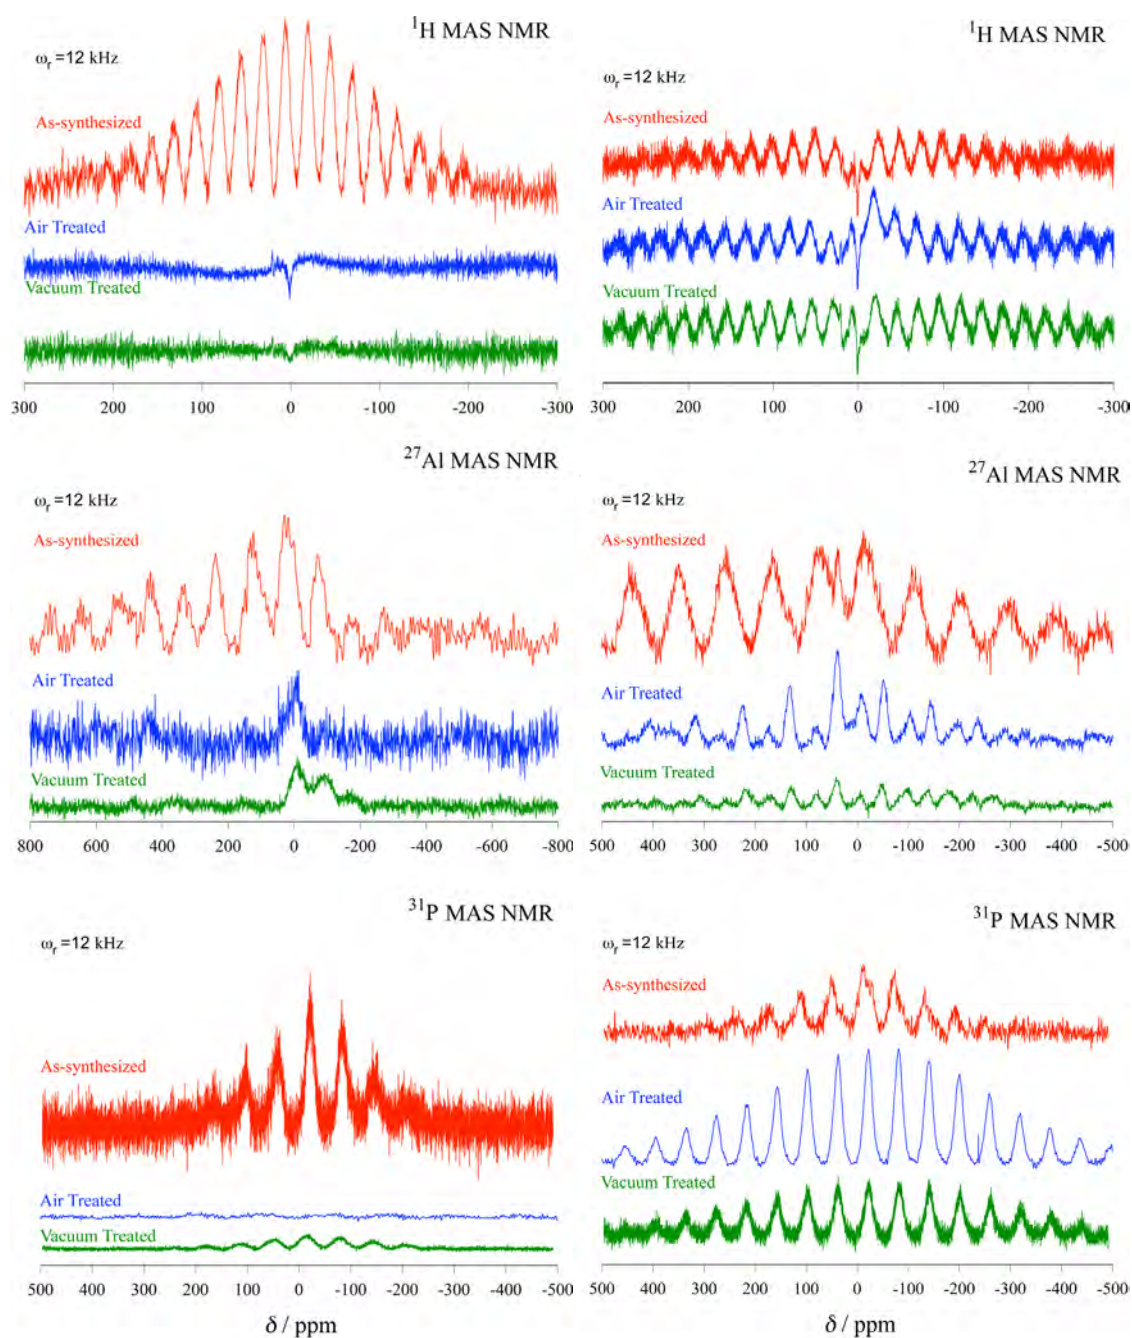 ¹H MAS NMR
ωᵣ =12 kHz
As-synthesized
Air Treated
Vacuum Treated
300 200 100 0 -100 -200 -300
¹H MAS NMR
ωᵣ =12 kHz
As-synthesized
Air Treated
Vacuum Treated
300 200 100 0 -100 -200 -300
²⁷Al MAS NMR
ωᵣ =12 kHz
As-synthesized
Air Treated
Vacuum Treated
800 600 400 200 0 -200 -400 -600 -800
²⁷Al MAS NMR
ωᵣ =12 kHz
As-synthesized
Air Treated
Vacuum Treated
500 400 300 200 100 0 -100 -200 -300 -400 -500
³¹P MAS NMR
ωᵣ =12 kHz
As-synthesized
Air Treated
Vacuum Treated
500 400 300 200 100 0 -100 -200 -300 -400 -500
δ / ppm
³¹P MAS NMR
ωᵣ =12 kHz
As-synthesized
Air Treated
Vacuum Treated
500 400 300 200 100 0 -100 -200 -300 -400 -500
δ / ppm